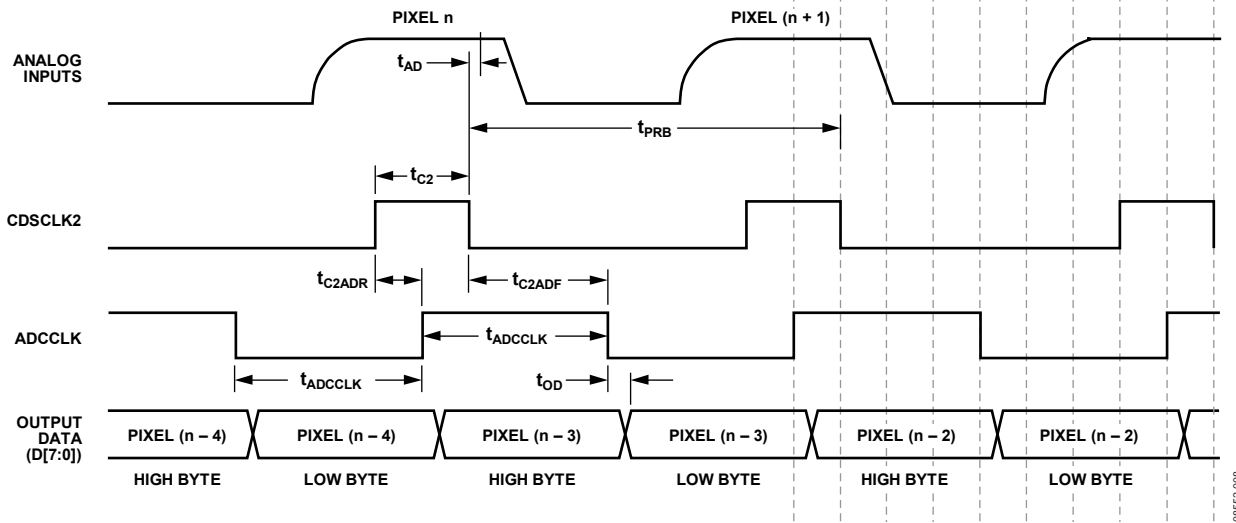 PIXEL n PIXEL (n + 1)
ANALOG
INPUTS
tAD
tPRB
tC2
CDSCLK2
tC2ADR tC2ADF
ADCCLK
tADCCLK
tADCCLK tOD
OUTPUT
DATA
(D[7:0])
PIXEL (n – 4) PIXEL (n – 4) PIXEL (n – 3) PIXEL (n – 3) PIXEL (n – 2) PIXEL (n – 2)
HIGH BYTE LOW BYTE HIGH BYTE LOW BYTE HIGH BYTE LOW BYTE